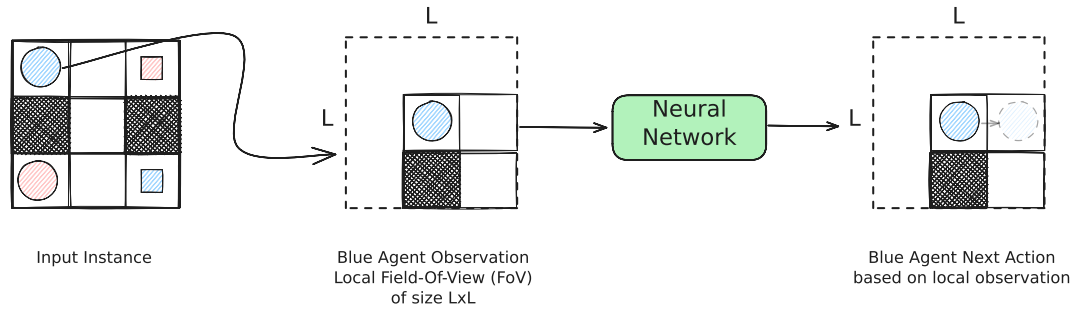 L
L
L
L
Neural
Network
Input Instance
Blue Agent Observation
Local Field-Of-View (FoV)
of size LxL
Blue Agent Next Action
based on local observation